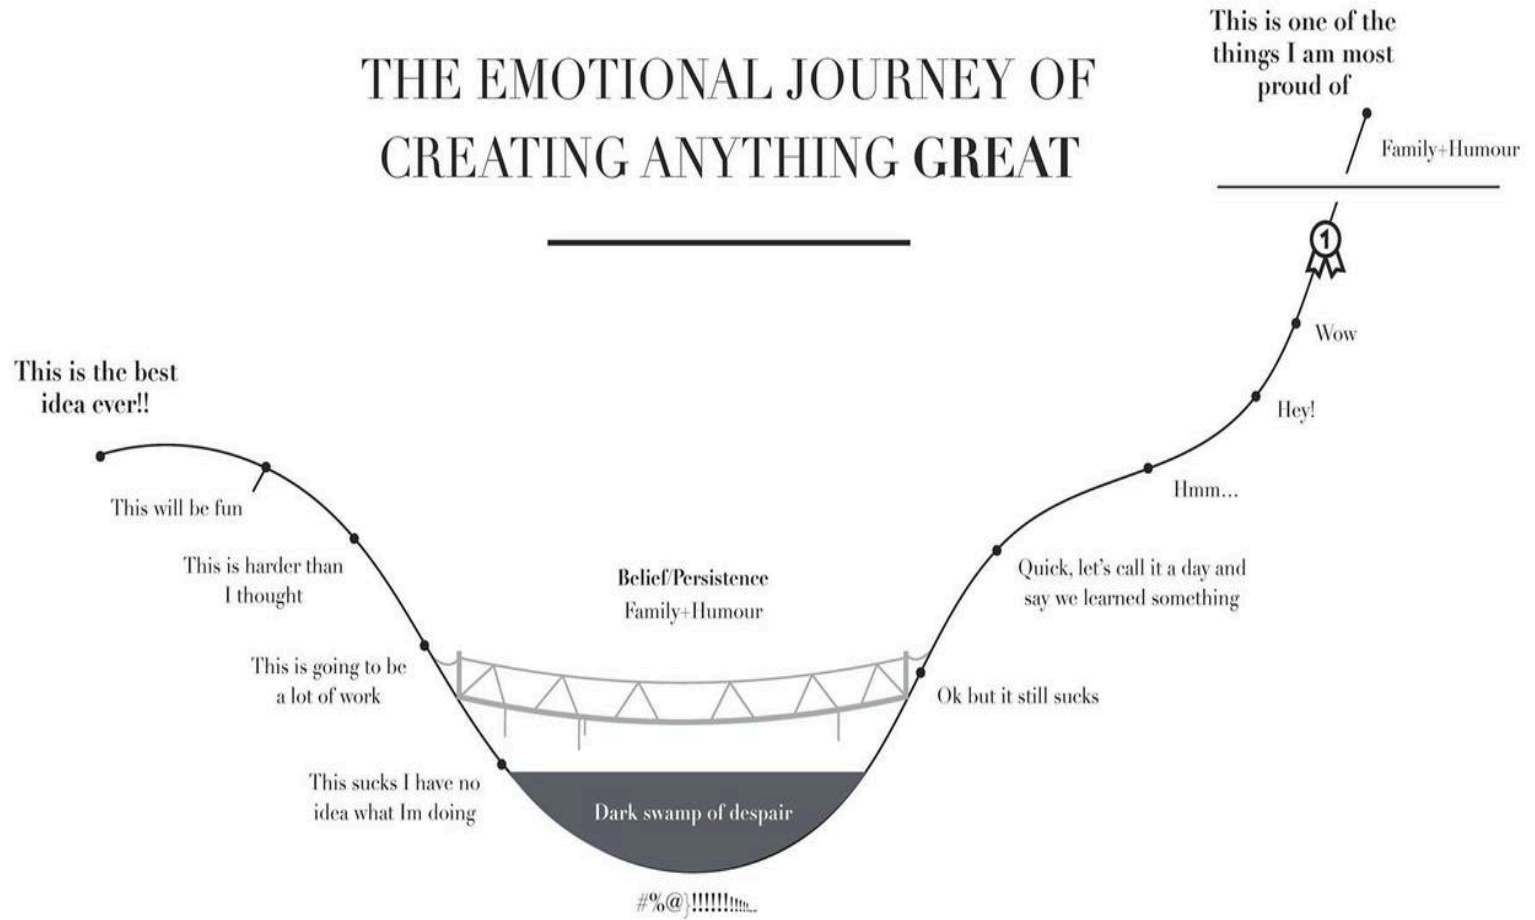 THE EMOTIONAL JOURNEY OF
CREATING ANYTHING GREAT
This is one of the
things I am most
proud of
Family+Humour
1
Wow
Hey!
Hmm...
Quick, let's call it a day and
say we learned something
Ok but it still sucks
This is the best
idea ever!!
This will be fun
This is harder than
I thought
This is going to be
a lot of work
This sucks I have no
idea what Im doing
Belief/Persistence
Family+Humour
Dark swamp of despair
#%@}!!!!!!!!!!!!...